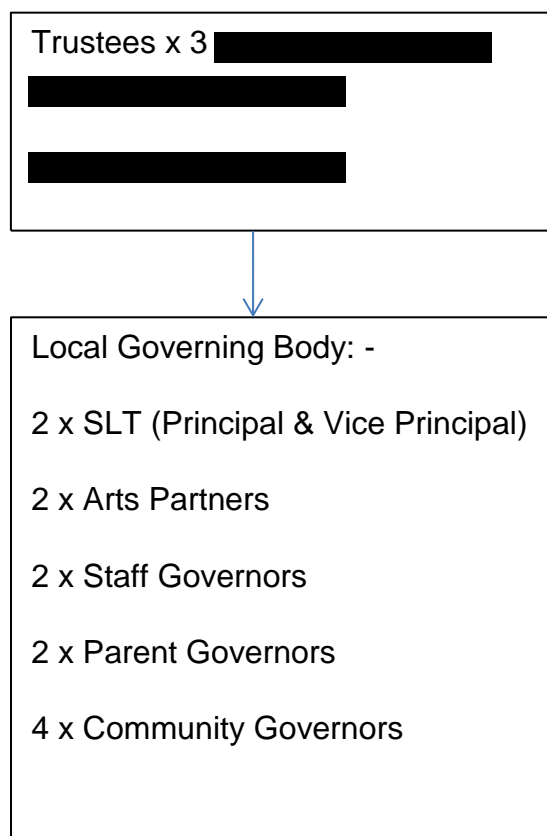 Trustees x 3
Local Governing Body: -
2 x SLT (Principal & Vice Principal)
2 x Arts Partners
2 x Staff Governors
2 x Parent Governors
4 x Community Governors